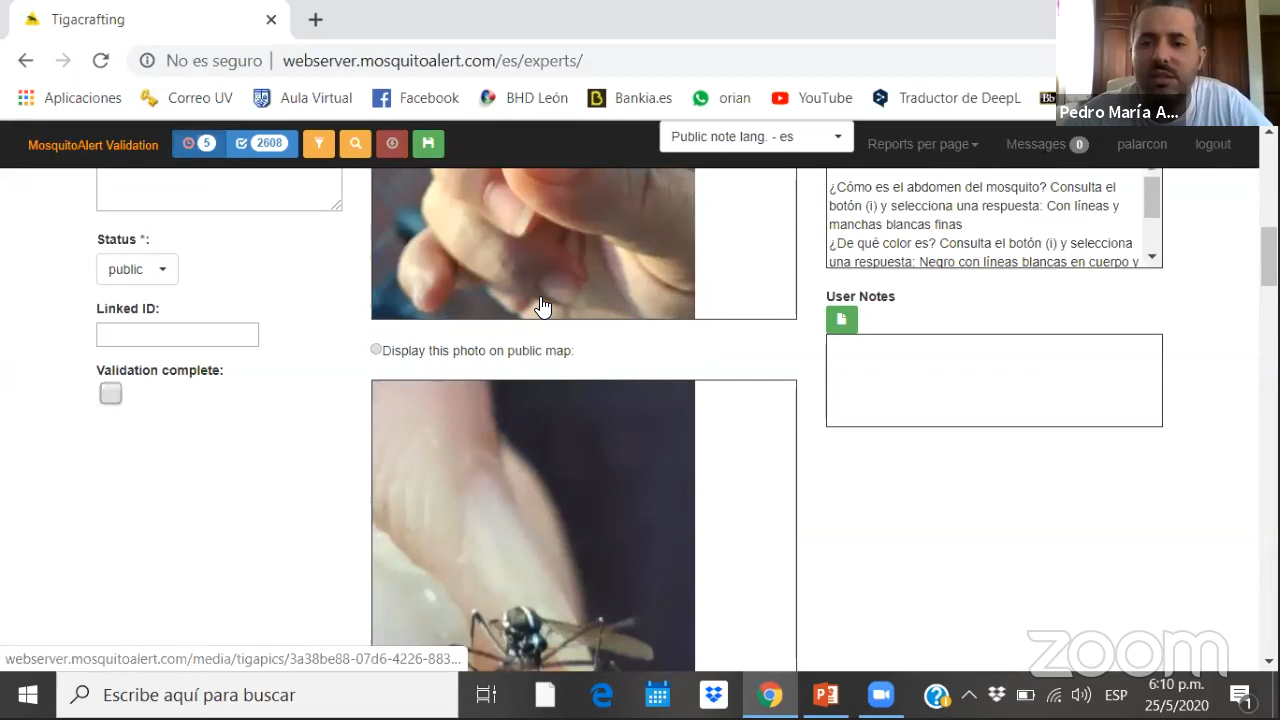 Tigacrafting
No es seguro webserver.mosquitoalert.com/es/experts/
Aplicaciones Correo UV Aula Virtual Facebook BHD León Bankia.es orian YouTube Traductor de DeepL Bb
Pedro María A...
MosquitoAlert Validation 5 2608 Public note lang. - es Reports per page Messages 0 palarcon logout
¿Cómo es el abdomen del mosquito? Consulta el
botón (i) y selecciona una respuesta: Con líneas y
manchas blancas finas
¿De qué color es? Consulta el botón (i) y selecciona
una respuesta: Negro con líneas blancas en cuerpo y
Status *:
public
Linked ID:
Validation complete:
Display this photo on public map:
User Notes
webserver.mosquitoalert.com/media/tigapics/3a38be88-07d6-4226-883...
zoom
Escribe aquí para buscar
ESP
6:10 p.m.
25/5/2020
1